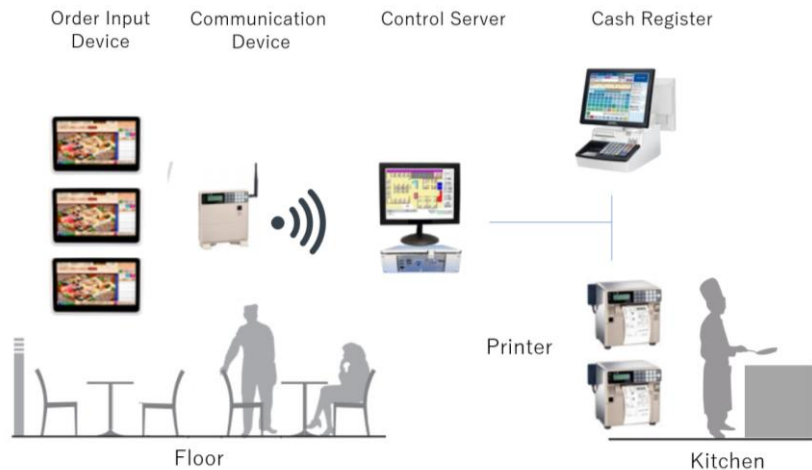 Order Input
Device
Communication
Device
Control Server
Cash Register
Printer
Floor
Kitchen